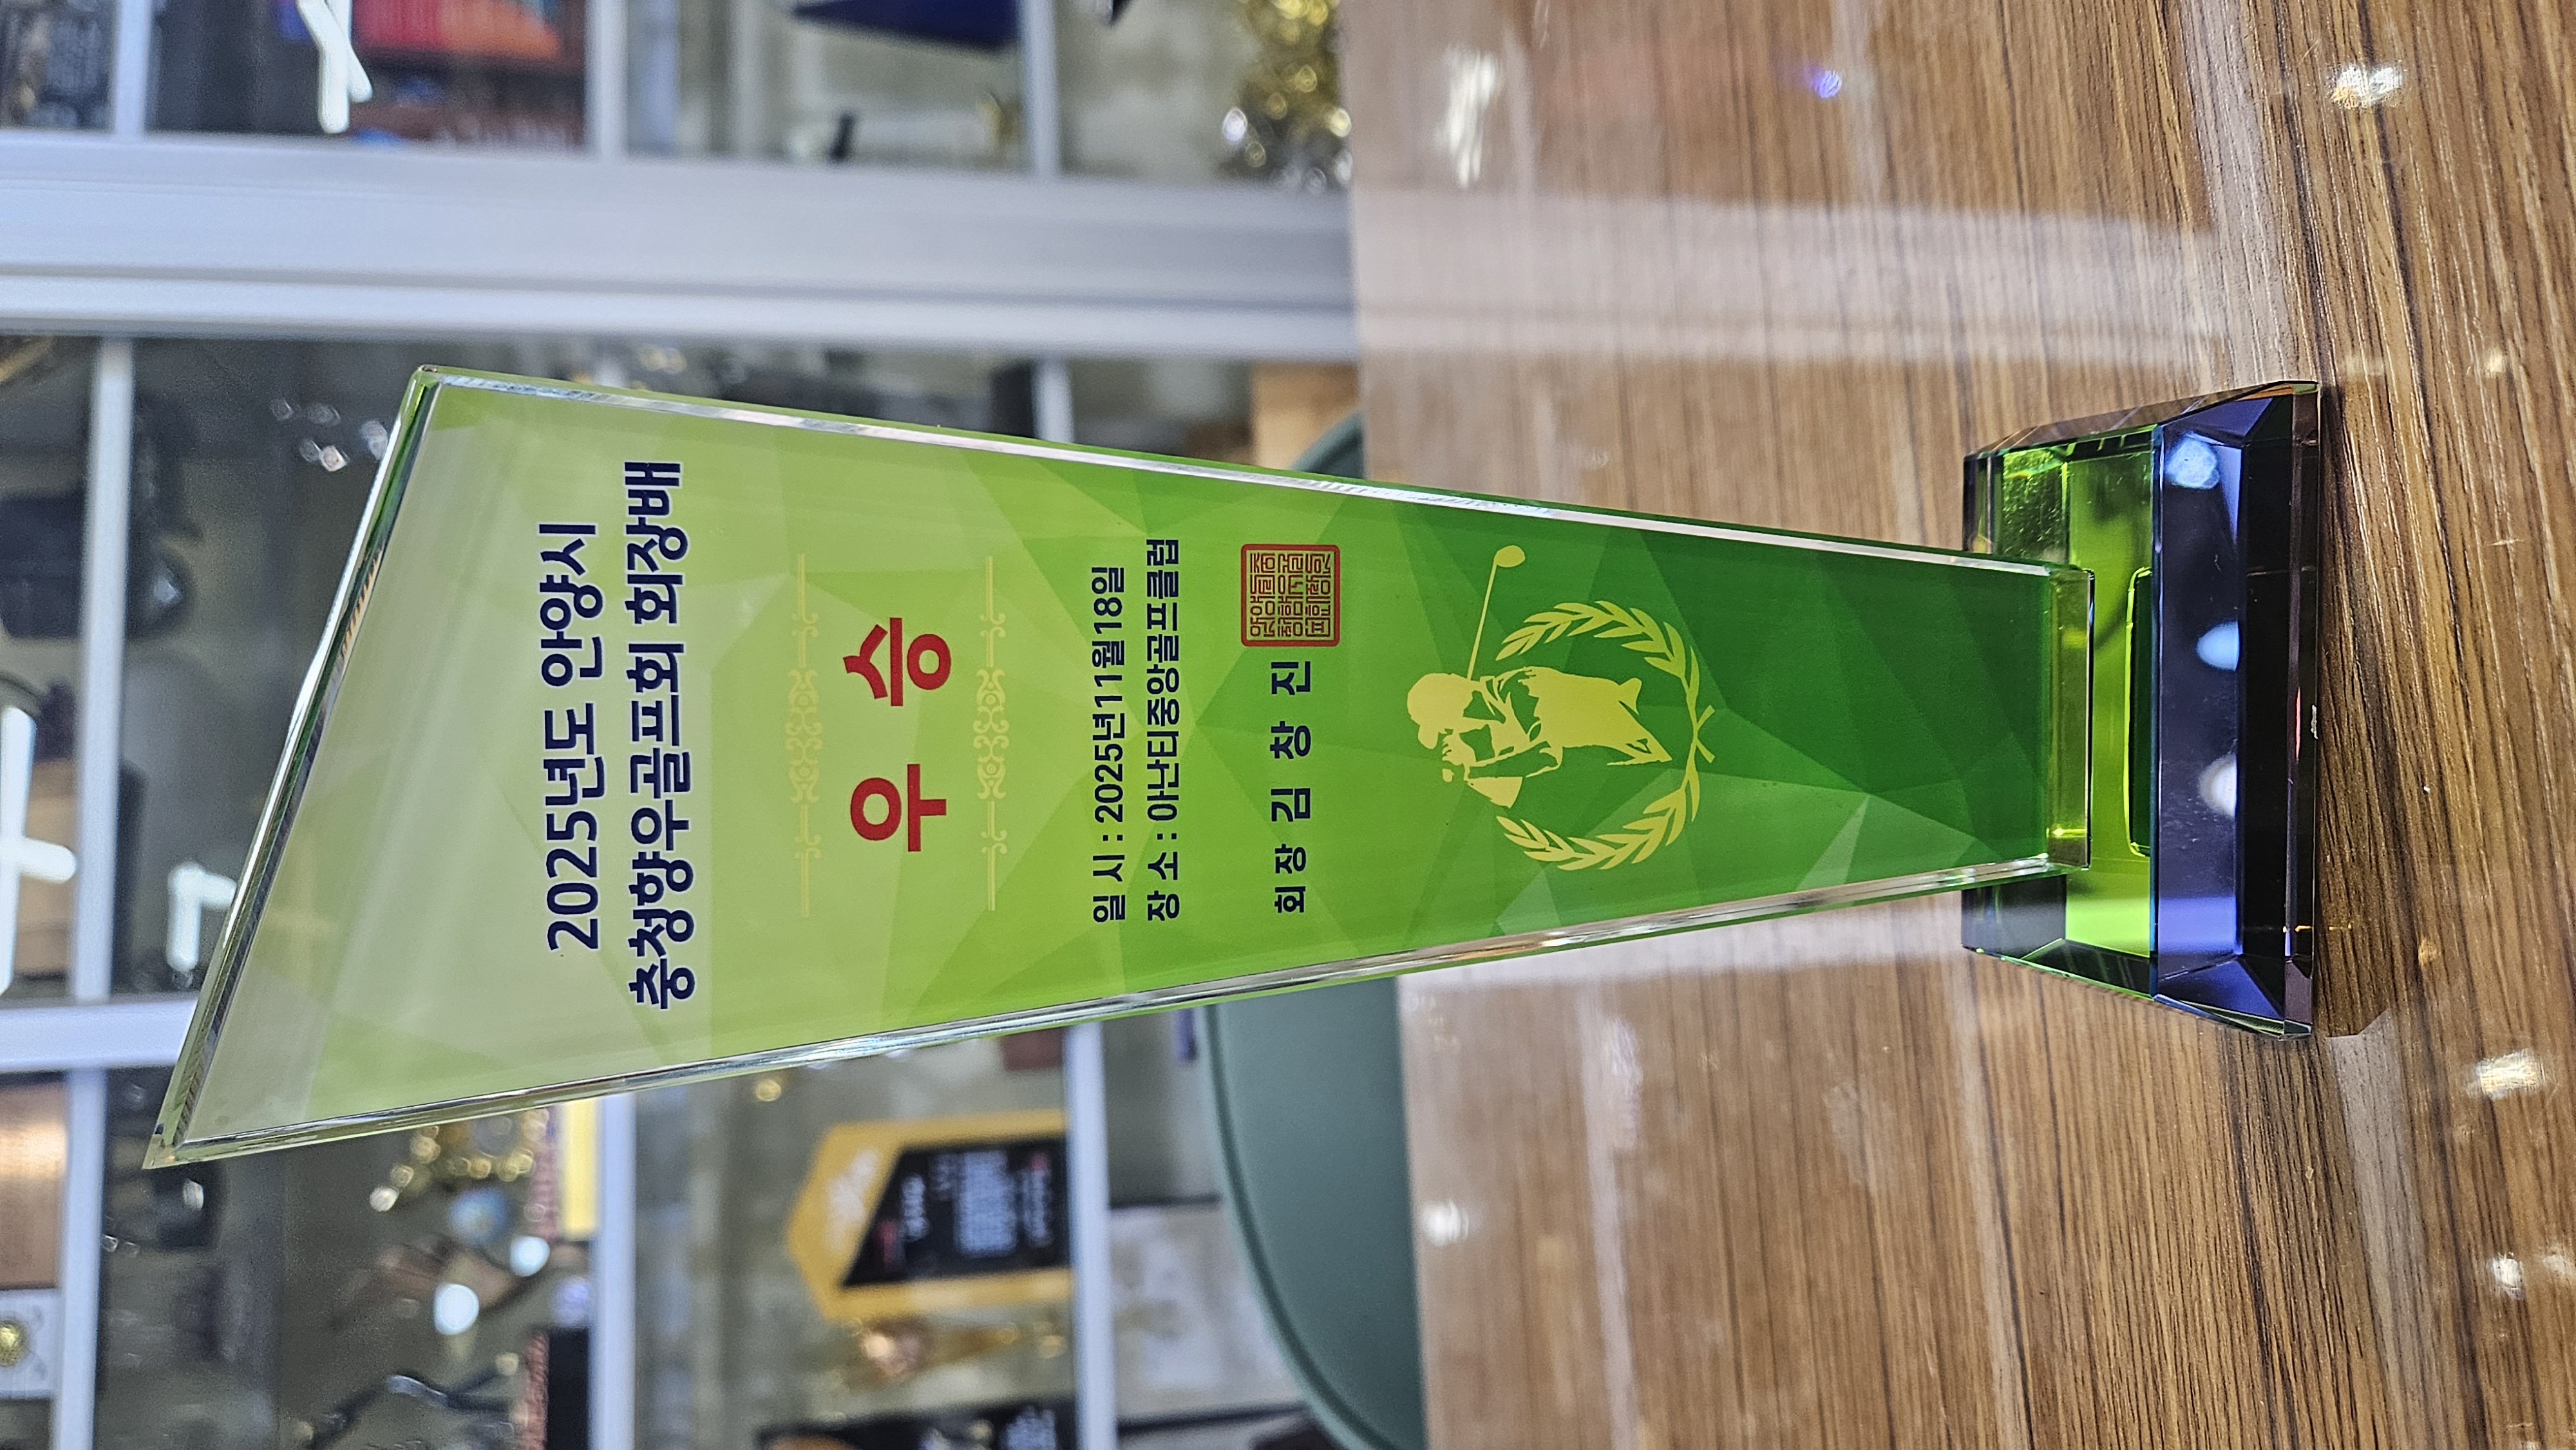 2025년도 안양시
충청향우골프회 회장배
우 승
일 시 : 2025년11월18일
장 소 : 아난티중앙골프클럽
회 장 김 창 진